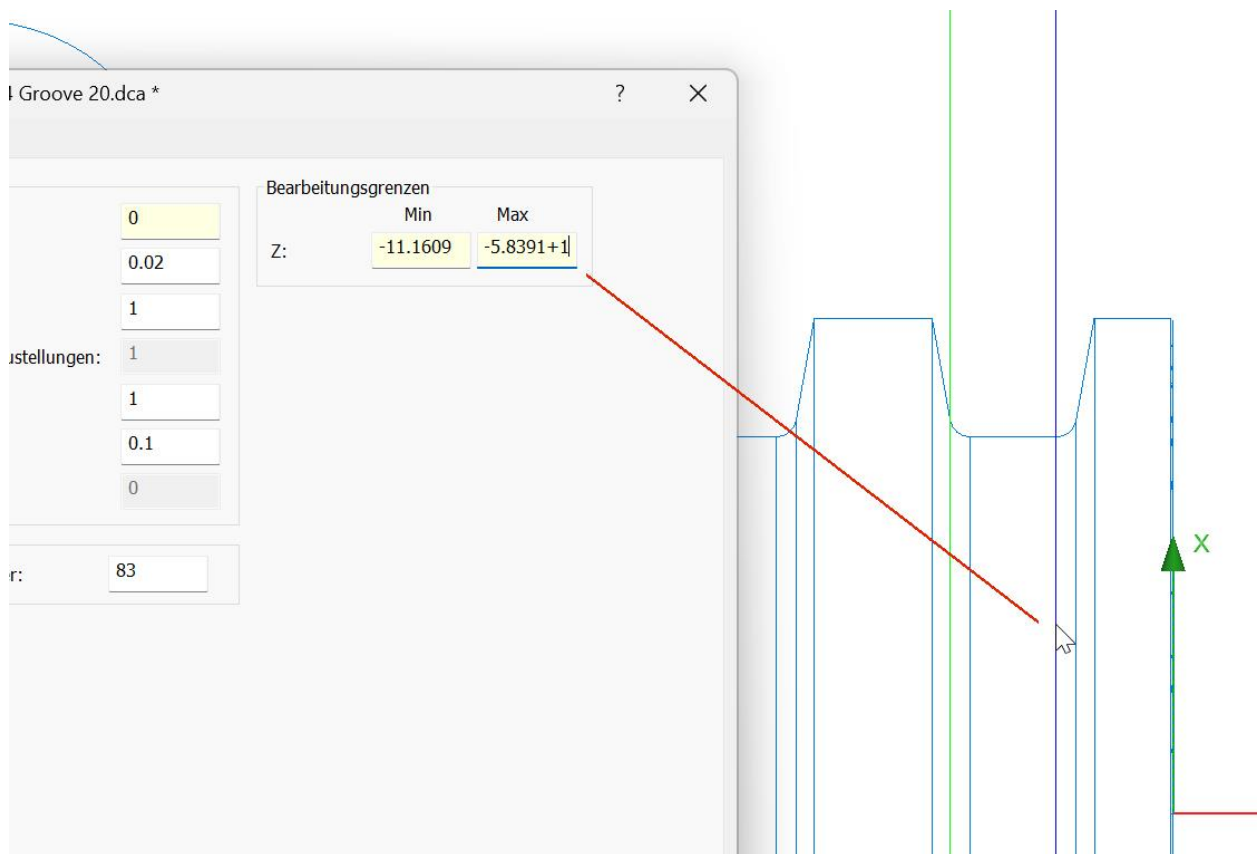 4 Groove 20.dca *
?
Bearbeitungsgrenzen
Min Max
0
Z: -11.1609 -5.8391+1
0.02
1
ustellungen: 1
1
0.1
0
r: 83
X